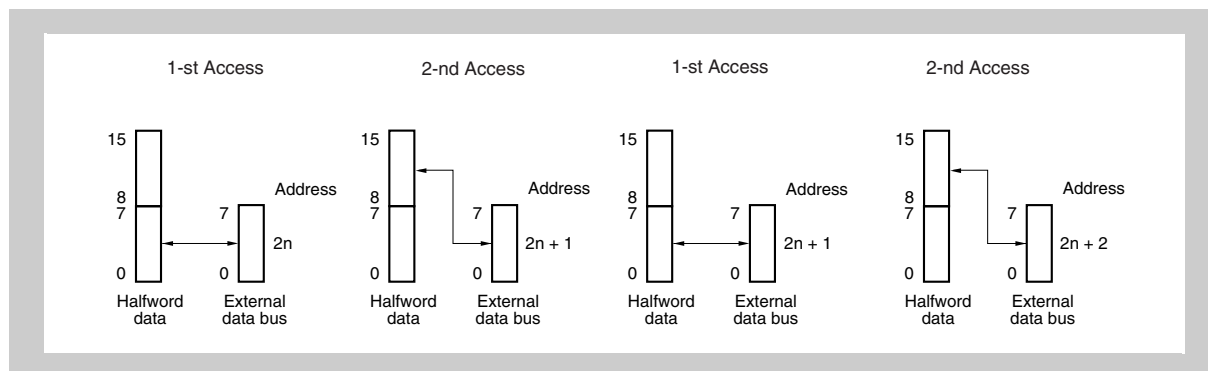 1-st Access
15
8
7
0
Halfword
data
Address
7
2n
0
External
data bus
2-nd Access
15
8
7
0
Halfword
data
Address
7
2n + 1
0
External
data bus
1-st Access
15
8
7
0
Halfword
data
Address
7
2n + 1
0
External
data bus
2-nd Access
15
8
7
0
Halfword
data
Address
7
2n + 2
0
External
data bus